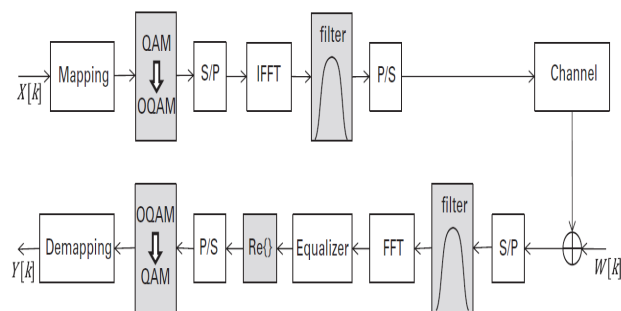 X[k]
Mapping
QAM
OQAM
S/P
IFFT
filter
P/S
Channel
W[k]
S/P
filter
FFT
Equalizer
Re{}
P/S
OQAM
QAM
Demapping
Y[k]